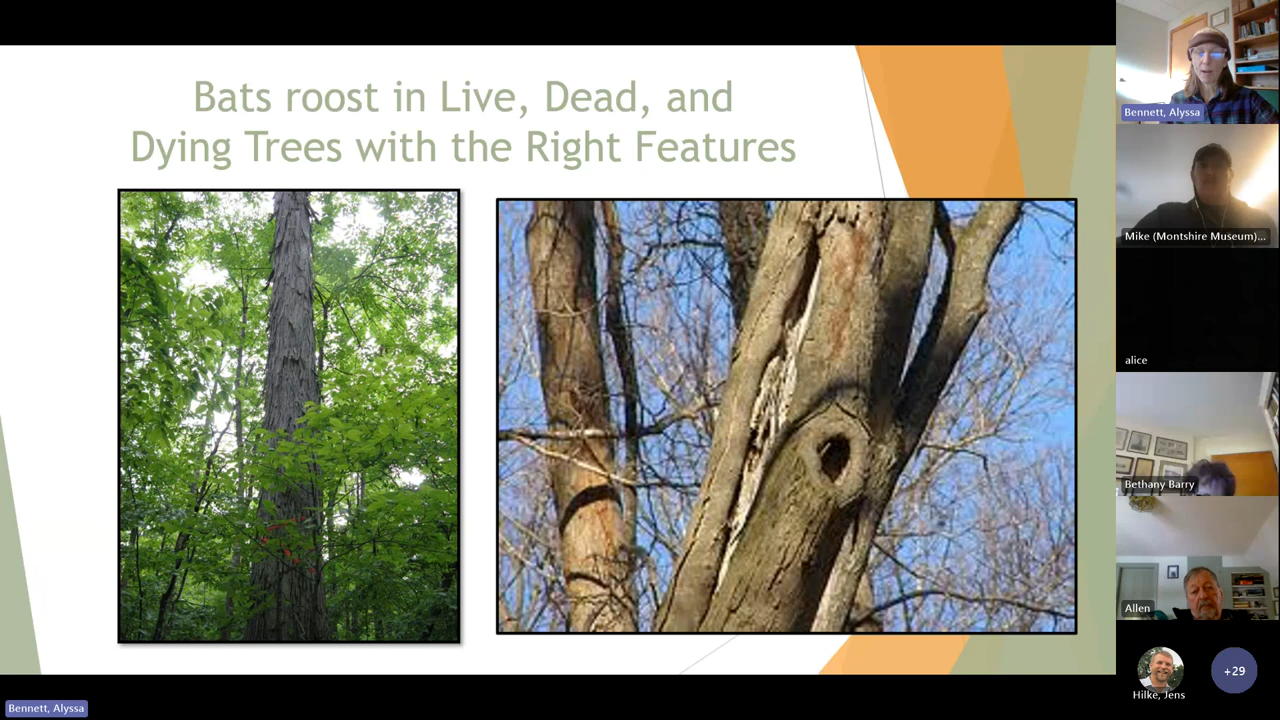 Bats roost in Live, Dead, and
Dying Trees with the Right Features
Bennett, Alyssa
Mike (Montshire Museum)...
alice
Bethany Barry
Allen
Hilke, Jens
+29
Bennett, Alyssa